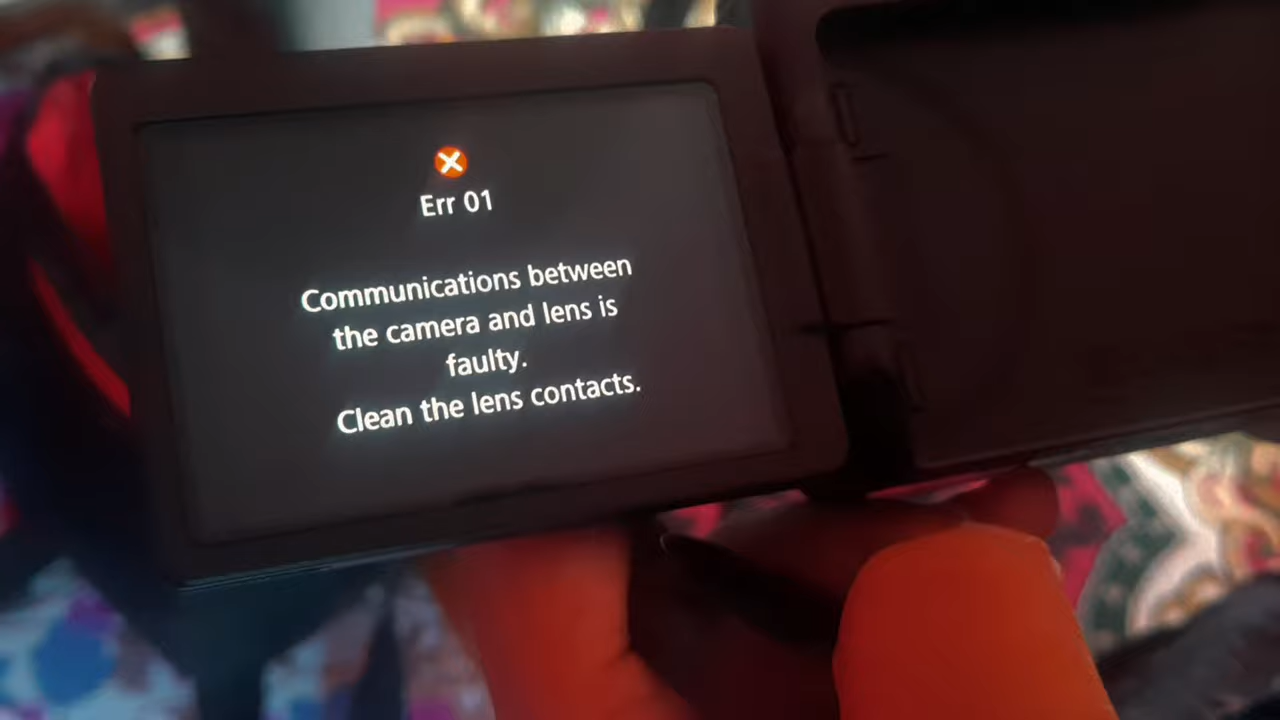 Err 01
Communications between
the camera and lens is
faulty.
Clean the lens contacts.